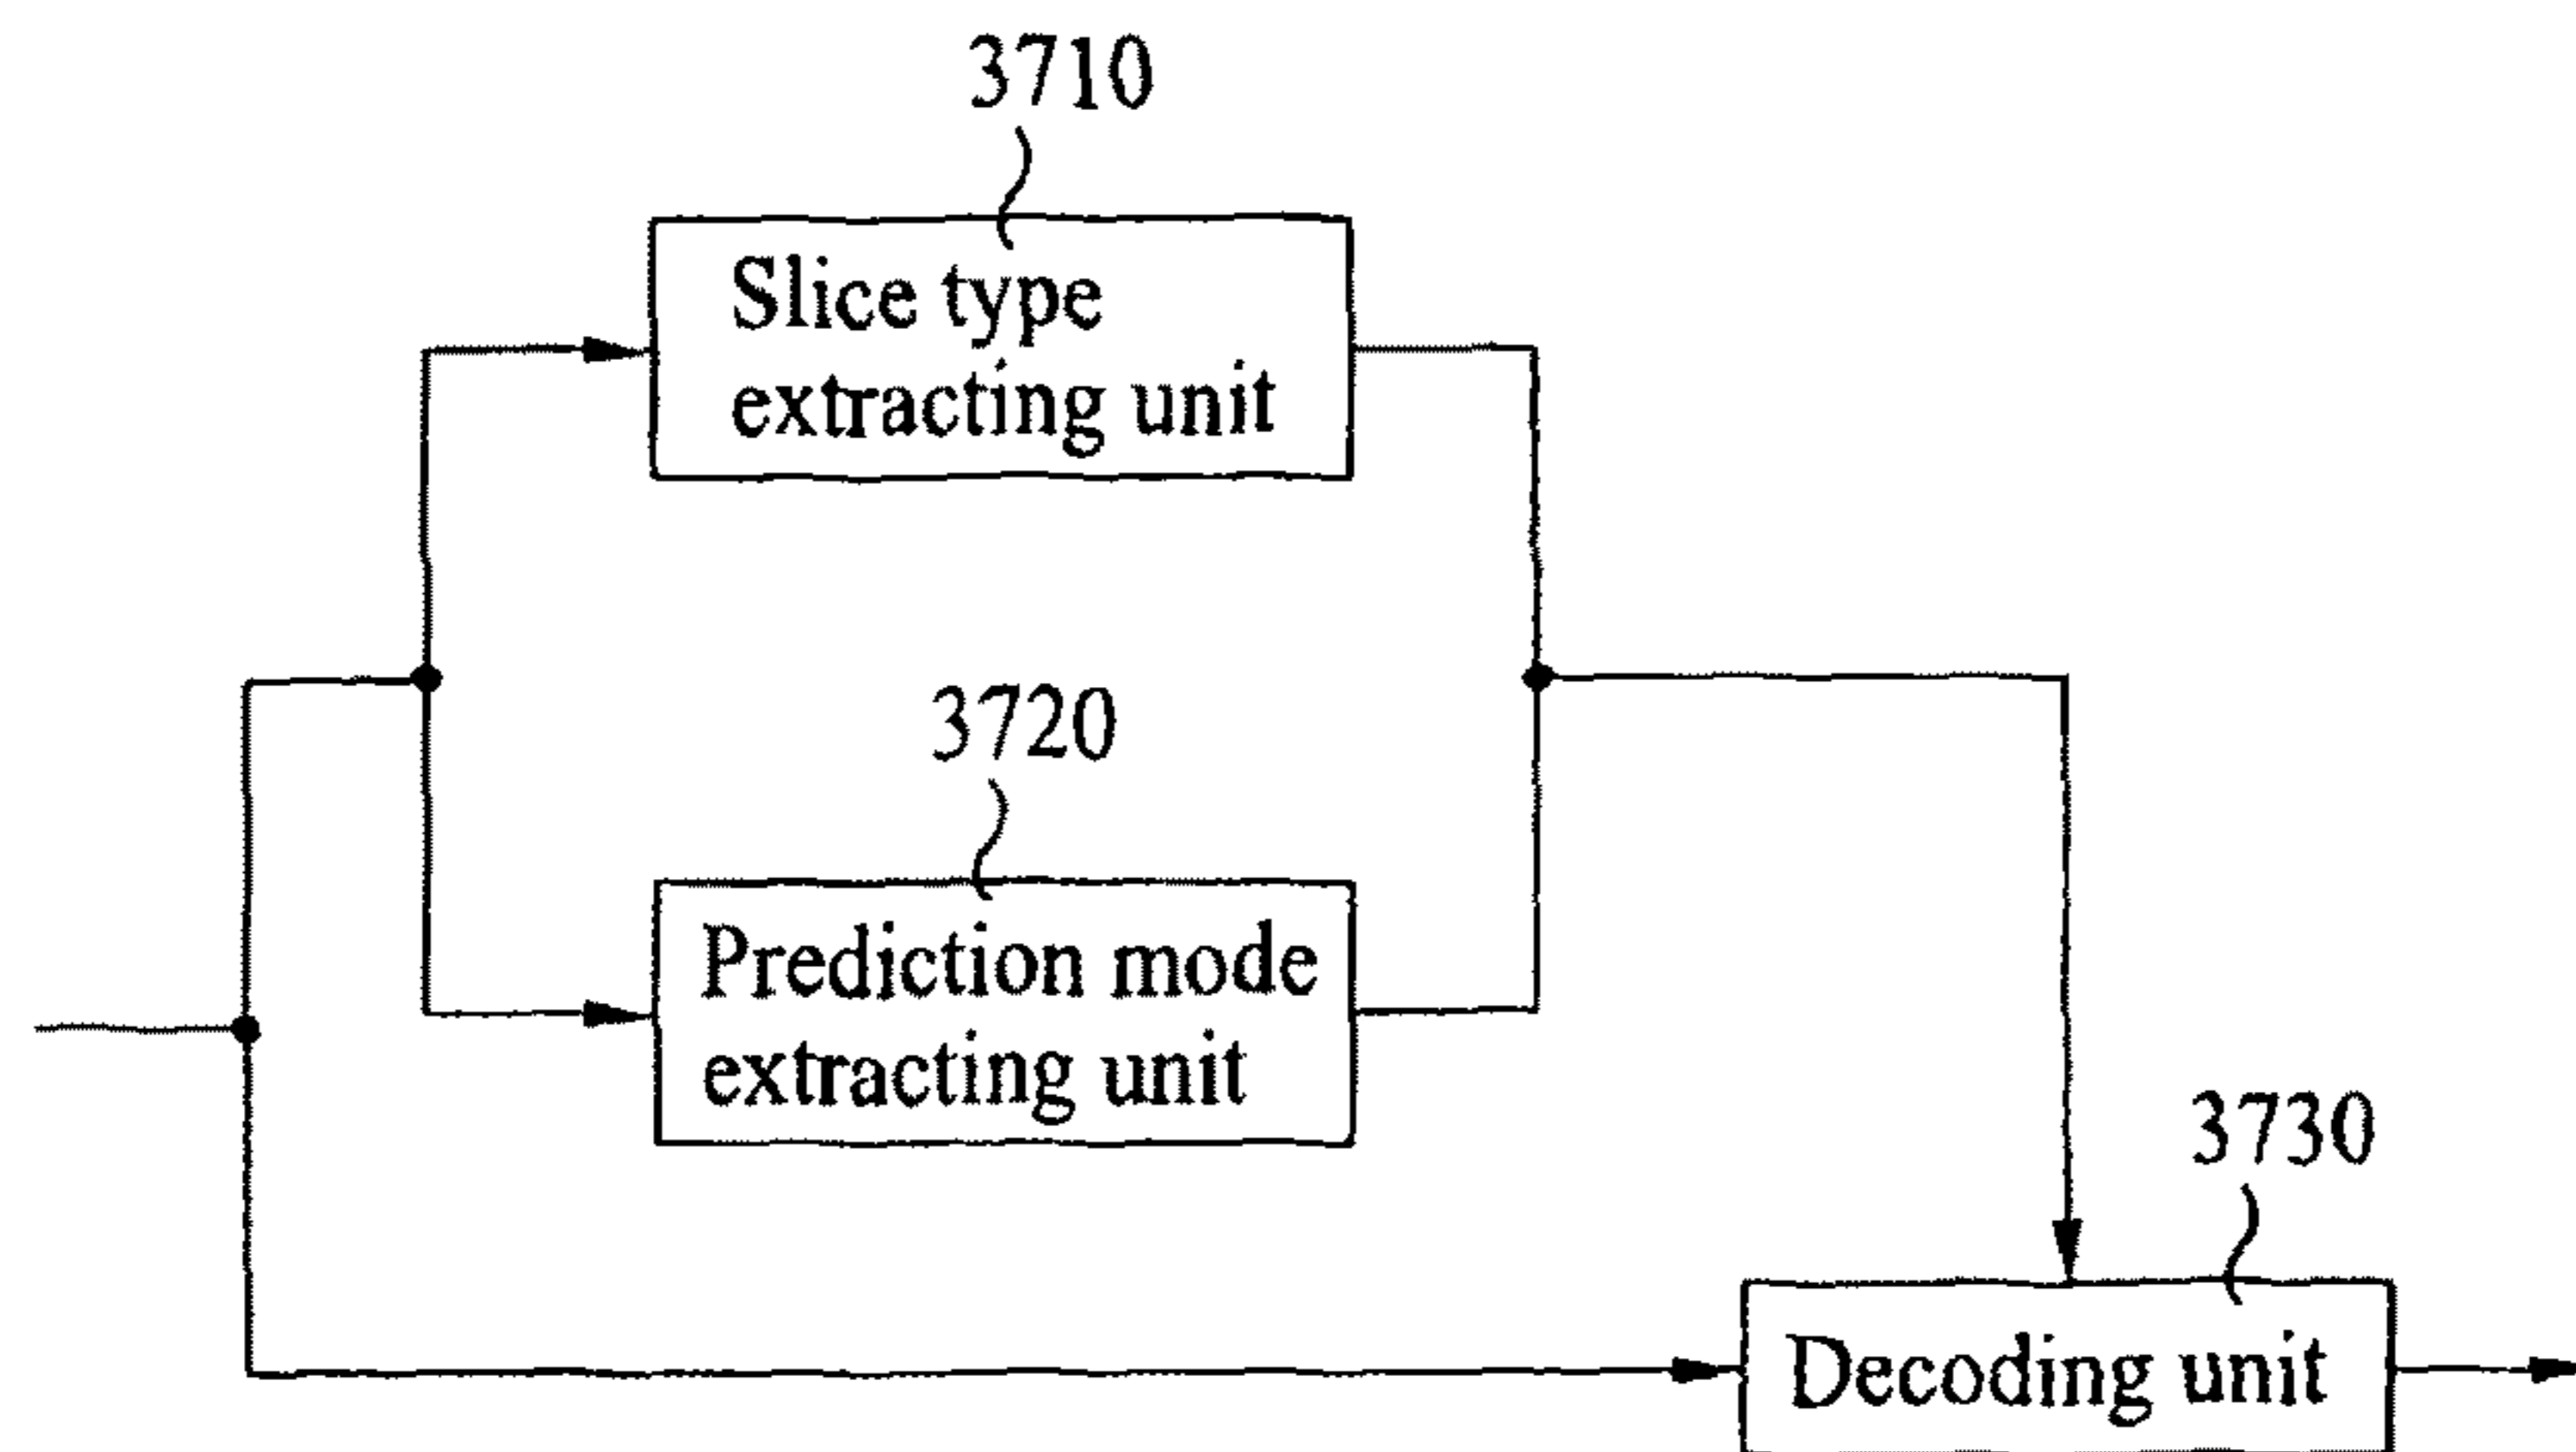 3710
Slice type
extracting unit
3720
Prediction mode
extracting unit
3730
Decoding unit